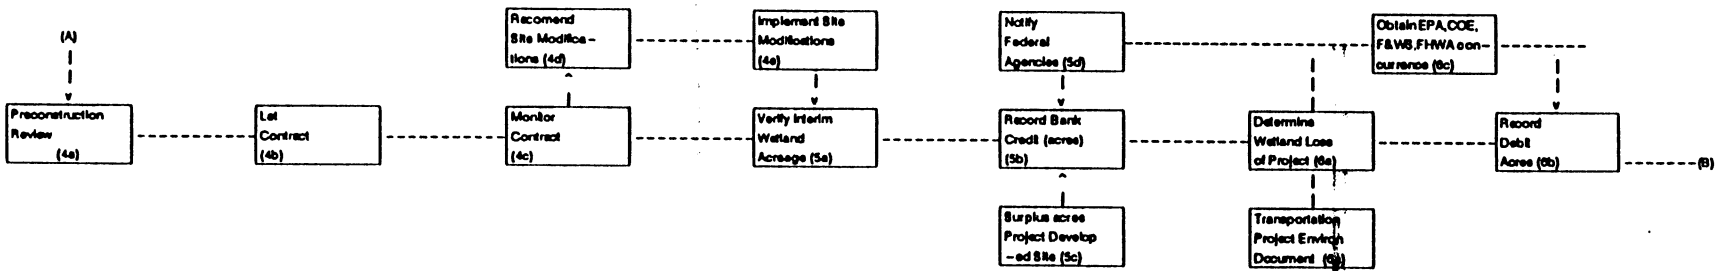 (A)
Preconstruction
Review
(4a)
Let
Contract
(4b)
Recomend
Site Modifica-
tions (4d)
Monitor
Contract
(4c)
Implement Site
Modifications
(4e)
Verify Interim
Wetland
Acreage (5a)
Notify
Federal
Agencies (5d)
Record Bank
Credit (acres)
(5b)
Surplus acres
Project Develop
-ed Site (5c)
Determine
Wetland Loss
of Project (6a)
Transportation
Project Environ
Document
Obtain EPA,COE,
F&WS,FHWA con-
currence (6c)
Record
Debit
Acres (6b)
(B)